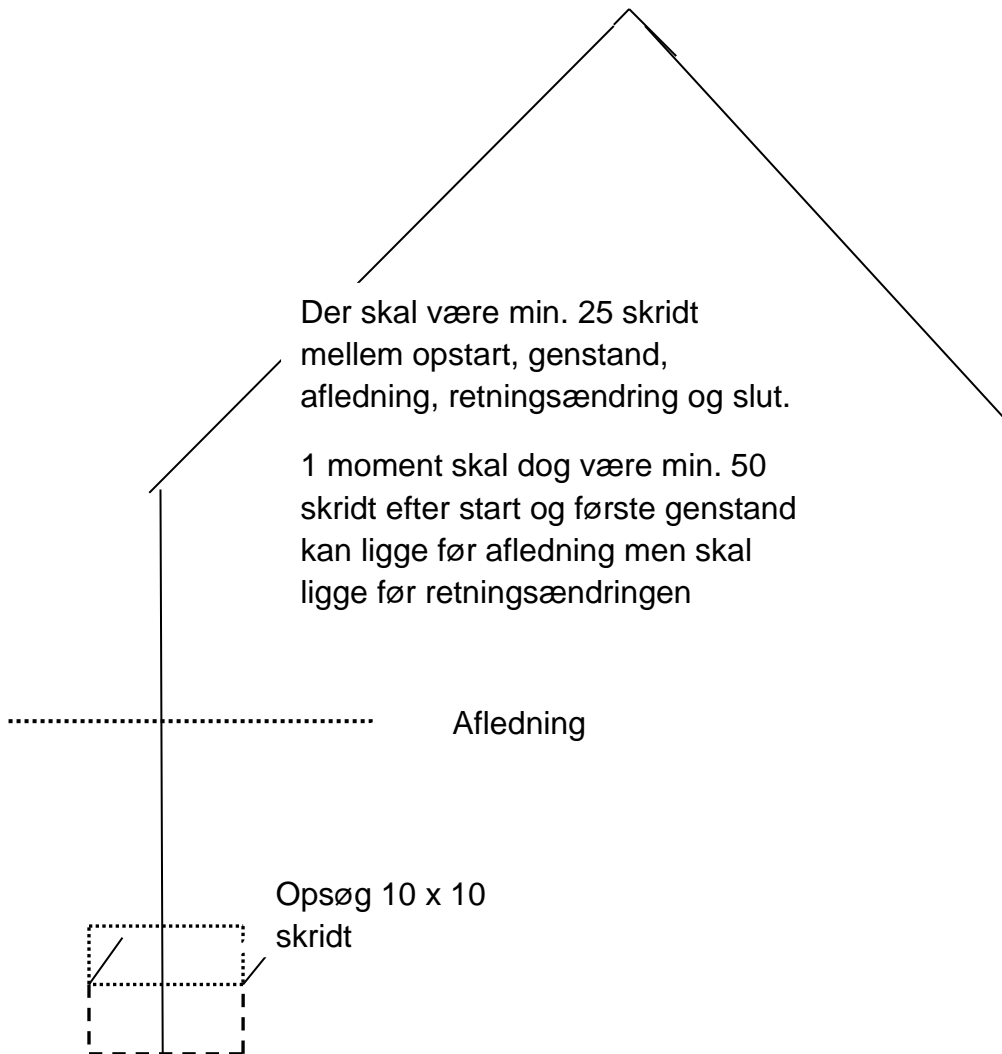 Der skal være min. 25 skridt
mellem opstart, genstand,
afledning, retningsændring og slut.
1 moment skal dog være min. 50
skridt efter start og første genstand
kan ligge før afledning men skal
ligge før retningsændringen
Afledning
Opsøg 10 x 10
skridt